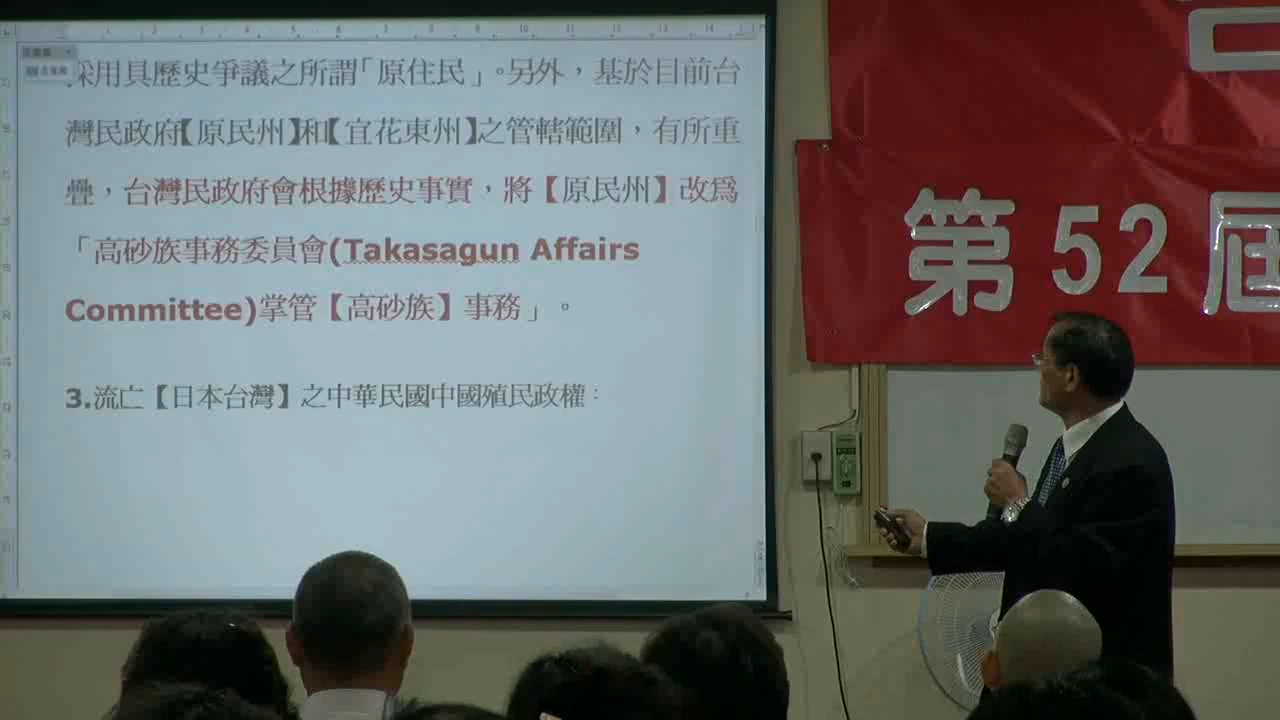 採用具歷史爭議之所謂「原住民」。另外，基於目前台
灣民政府【原民州】和【宜花東州】之管轄範圍，有所重
疊，台灣民政府會根據歷史事實，將【原民州】改為
「高砂族事務委員會(Takasagun Affairs
Committee)掌管【高砂族】事務」。
3.流亡【日本台灣】之中華民國中國殖民政權：
第 52 屆